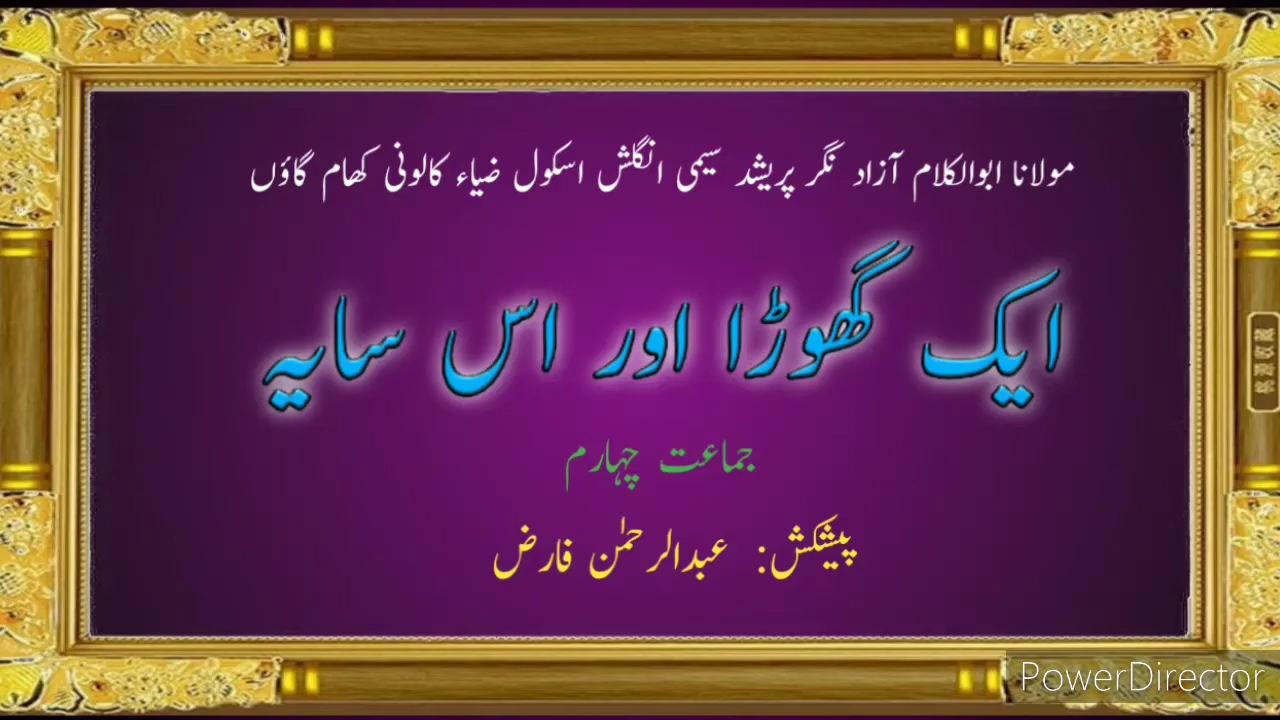 مولانا ابوالکلام آزاد نگر پریشد سیمی انگلش اسکول ضیاء کالونی کھام گاؤں
ایک گھوڑا اور اس سایہ
جماعت چہارم
پیشکش: عبدالرحمٰن فارض
PowerDirector